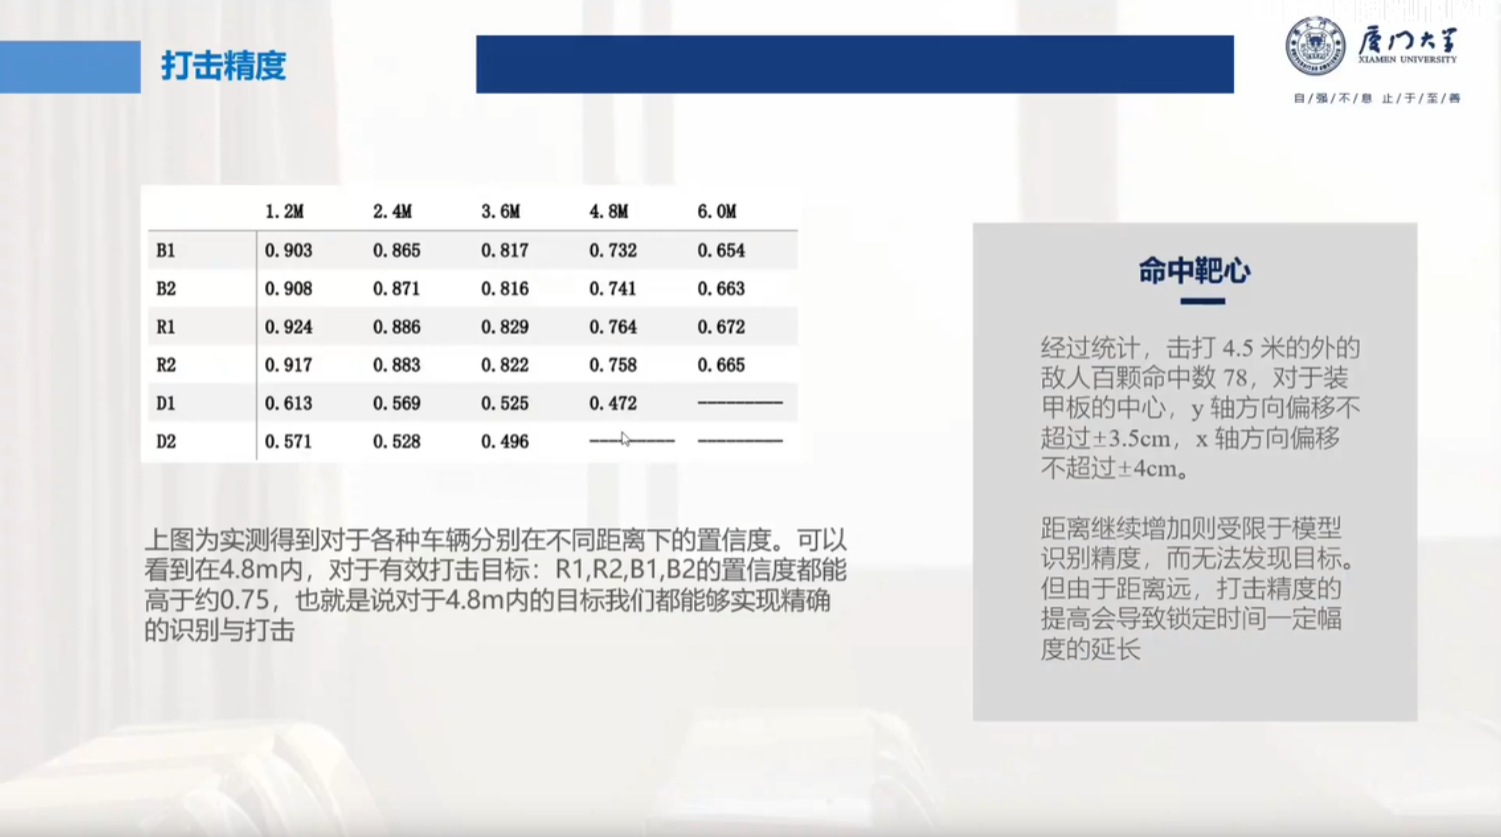 打击精度
厦门大学
XIAMEN UNIVERSITY
自/强/不/息 止/于/至/善
1.2M 2.4M 3.6M 4.8M 6.0M
B1 0.903 0.865 0.817 0.732 0.654
B2 0.908 0.871 0.816 0.741 0.663
R1 0.924 0.886 0.829 0.764 0.672
R2 0.917 0.883 0.822 0.758 0.665
D1 0.613 0.569 0.525 0.472 ————
D2 0.571 0.528 0.496 ———— ————
上图为实测得到对于各种车辆分别在不同距离下的置信度。可以
看到在4.8m内，对于有效打击目标：R1,R2,B1,B2的置信度都能
高于约0.75，也就是说对于4.8m内的目标我们都能够实现精确
的识别与打击
命中靶心
经过统计，击打 4.5 米的外的
敌人百颗命中数 78，对于装
甲板的中心，y 轴方向偏移不
超过±3.5cm，x 轴方向偏移
不超过±4cm。
距离继续增加则受限于模型
识别精度，而无法发现目标。
但由于距离远，打击精度的
提高会导致锁定时间一定幅
度的延长